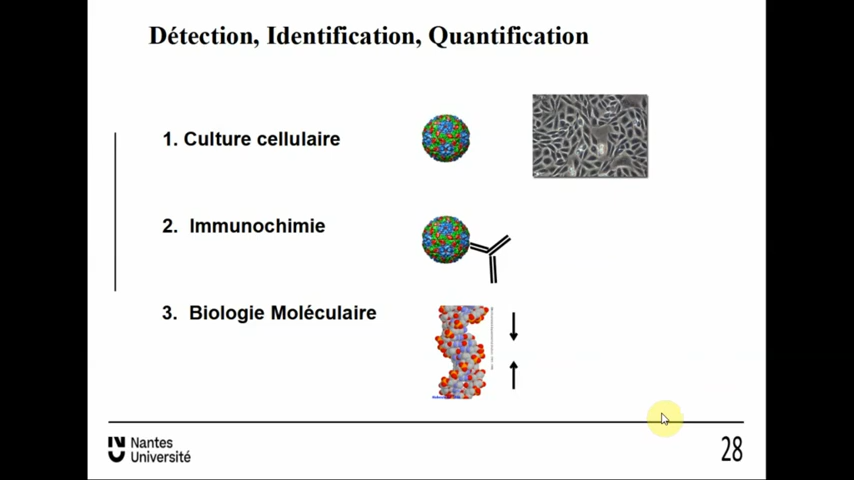 Détection, Identification, Quantification
1. Culture cellulaire
2. Immunochimie
3. Biologie Moléculaire
Nantes
Université
28